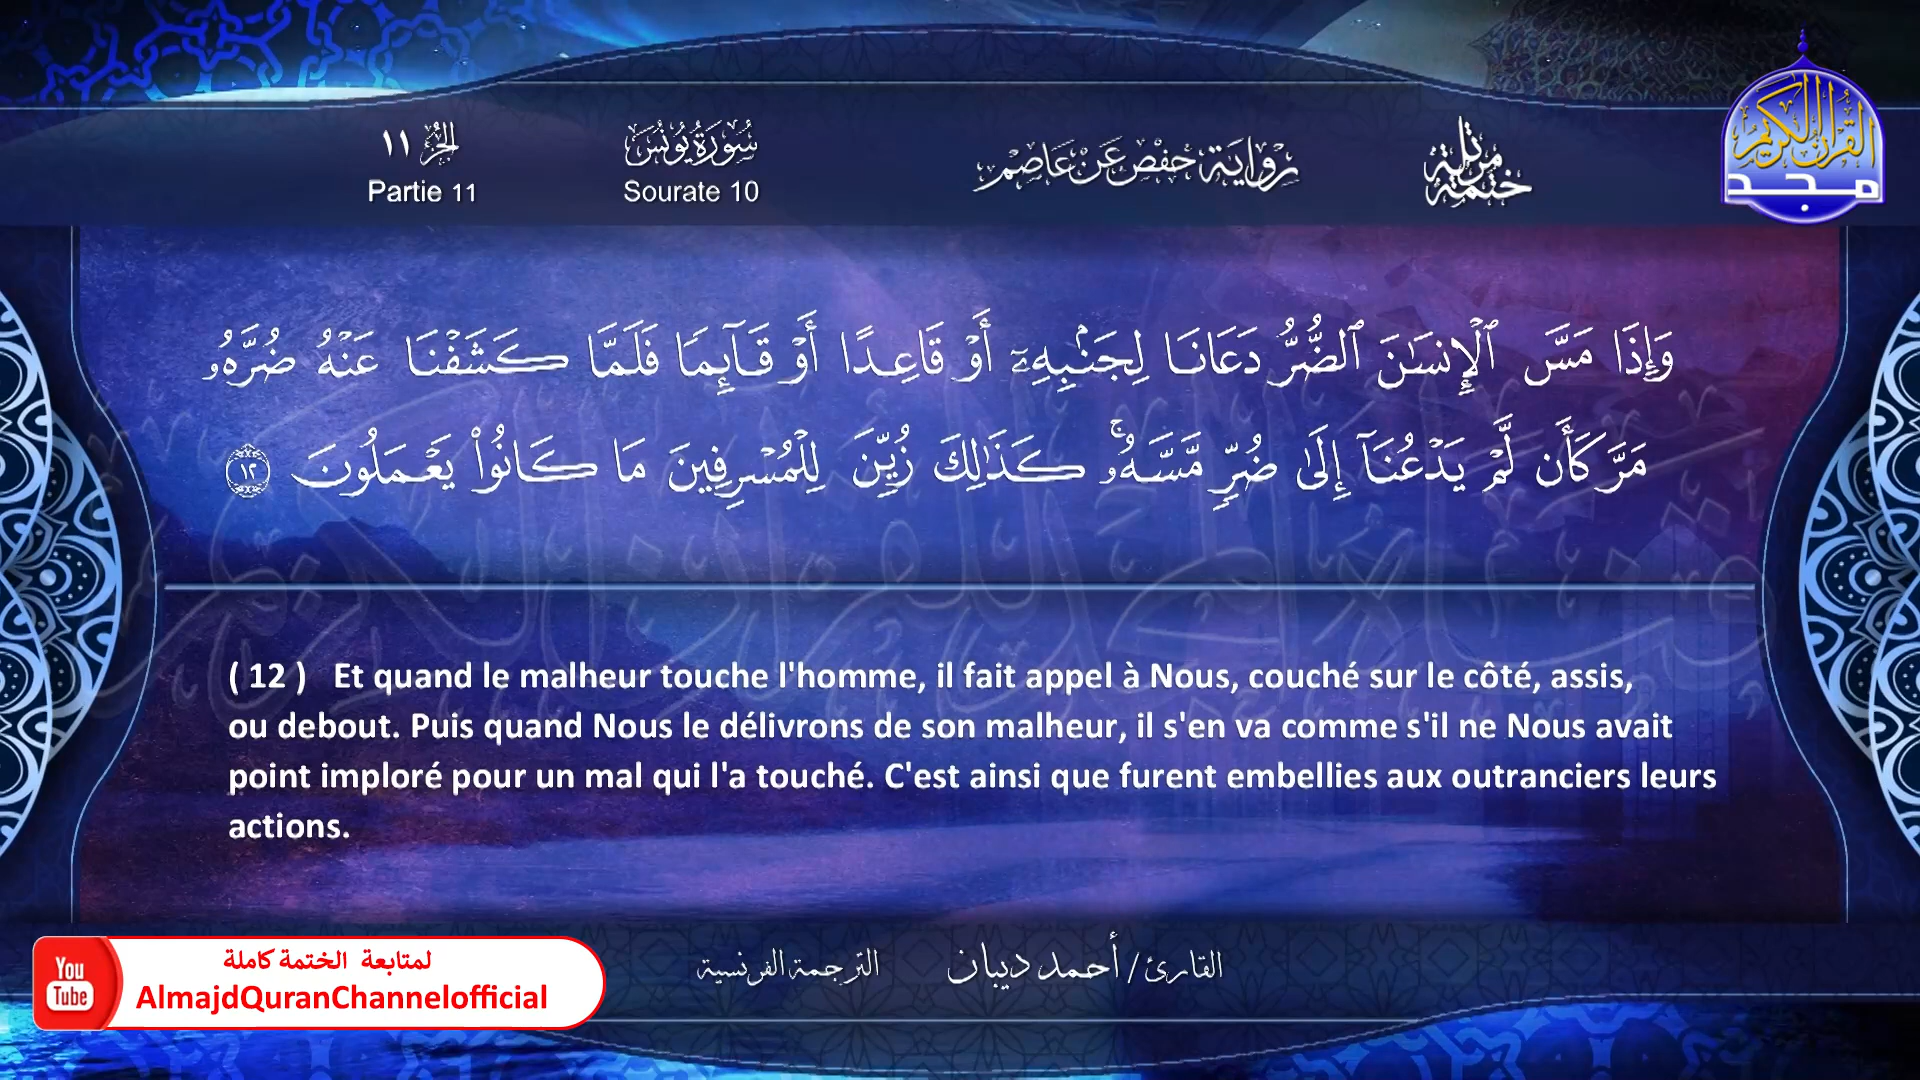 الجزء ١١
Partie 11
سُورَةُ يُونُسَ
Sourate 10
رواية حفص عن عاصم
ختمة مرتلة
القرآن الكريم
مجد
وَإِذَا مَسَّ ٱلْإِنسَـٰنَ ٱلضُّرُّ دَعَانَا لِجَنۢبِهِۦٓ أَوْ قَاعِدًا أَوْ قَآئِمًا فَلَمَّا كَشَفْنَا عَنْهُ ضُرَّهُۥ
مَرَّ كَأَن لَّمْ يَدْعُنَآ إِلَىٰ ضُرٍّ مَّسَّهُۥ ۚ كَذَٰلِكَ زُيِّنَ لِلْمُسْرِفِينَ مَا كَانُوا۟ يَعْمَلُونَ ١٢
( 12 ) Et quand le malheur touche l'homme, il fait appel à Nous, couché sur le côté, assis,
ou debout. Puis quand Nous le délivrons de son malheur, il s'en va comme s'il ne Nous avait
point imploré pour un mal qui l'a touché. C'est ainsi que furent embellies aux outranciers leurs
actions.
القارئ / أحمد ديبان
الترجمة الفرنسية
You
Tube
لمتابعة الختمة كاملة
AlmajdQuranChannelofficial